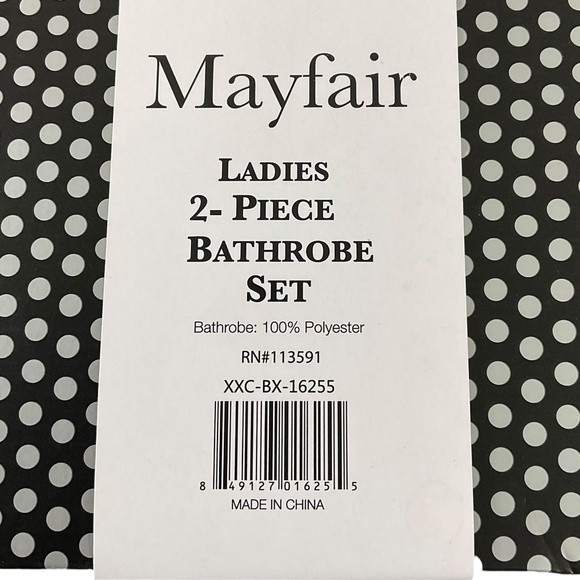 Mayfair
LADIES
2- PIECE
BATHROBE
SET
Bathrobe: 100% Polyester
RN#113591
XXC-BX-16255
8 49127 01625 5
MADE IN CHINA